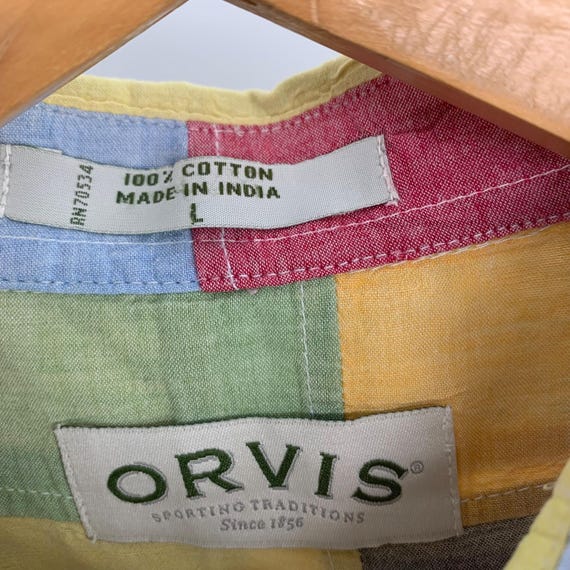 100% COTTON
MADE IN INDIA
L
RN70534
ORVIS®
SPORTING TRADITIONS
Since 1856